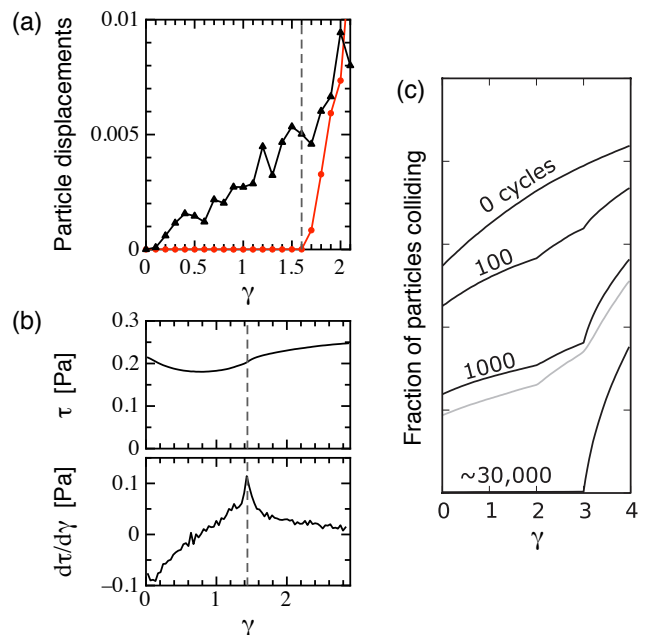 (a)
Particle displacements
0.01
0.005
0
0
0.5
1
1.5
2
γ
(b)
τ [Pa]
0.3
0.2
0.1
0
dτ/dγ [Pa]
0.1
0
−0.1
0
1
2
γ
(c)
Fraction of particles colliding
0 cycles
100
1000
~30,000
0
1
2
3
4
γ